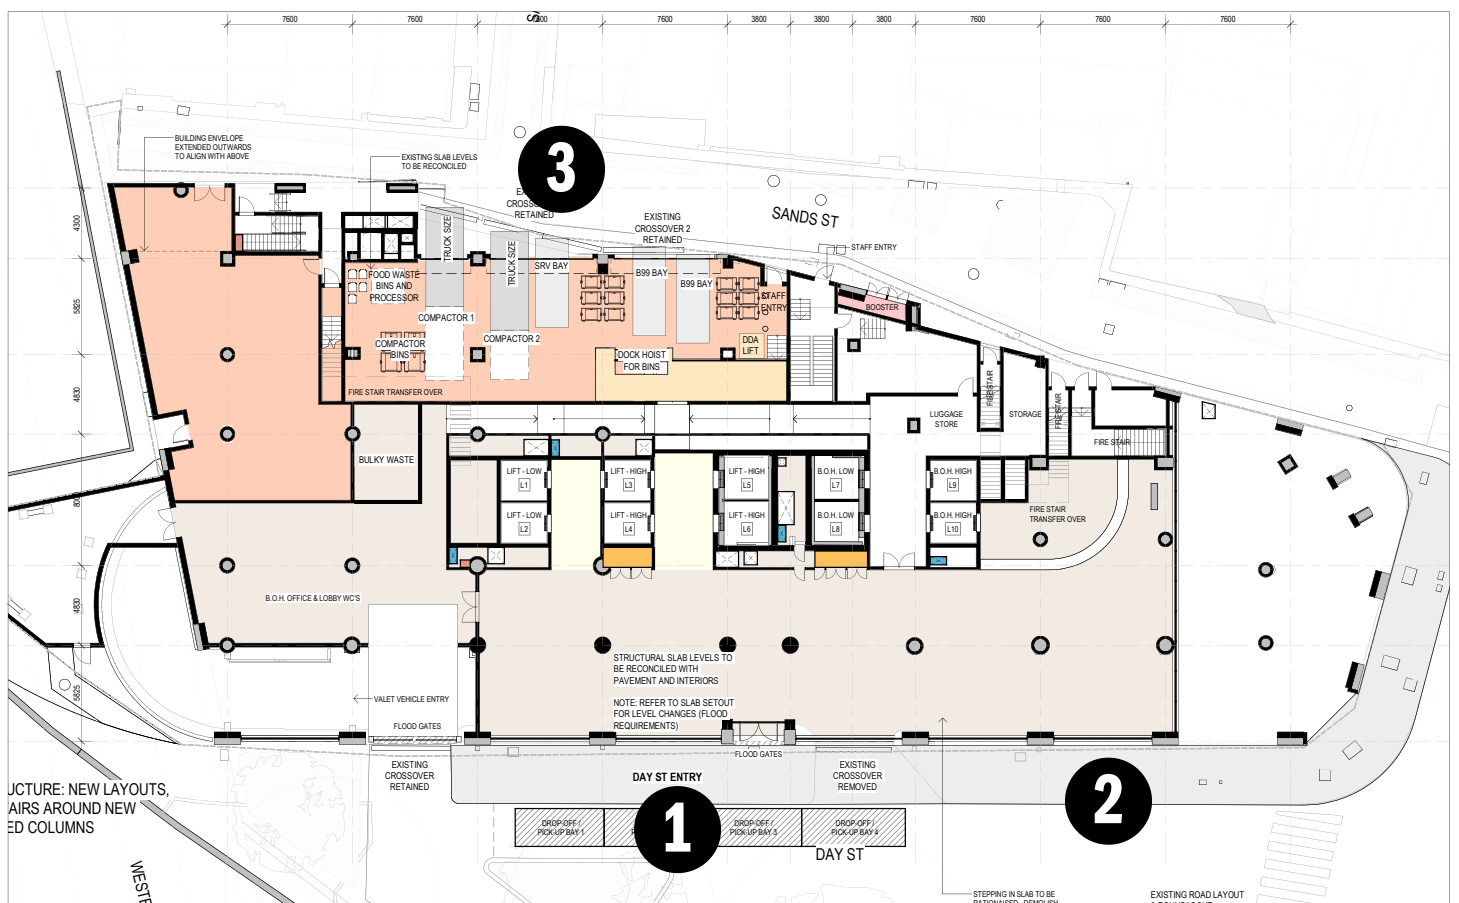 7600
7600
7600
7600
3800
3800
3800
7600
7600
7600
3
BUILDING ENVELOPE
EXTENDED OUTWARDS
TO ALIGN WITH ABOVE
EXISTING SLAB LEVELS
TO BE RECONCILED
RETAINED
EXISTING
CROSSOVER 2
RETAINED
SANDS ST
STAFF ENTRY
4300
5825
4830
4830
5825
TRUCK SIZE
TRUCK SIZE
SRV BAY
B99 BAY
B99 BAY
FOOD WASTE
BINS AND
PROCESSOR
STAFF
ENTRY
BOOSTER
COMPACTOR 1
COMPACTOR 2
COMPACTOR
BINS
DOCK HOIST
FOR BINS
DDA
LIFT
FIRE STAIR TRANSFER OVER
FIRE STAIR
FIRE STAIR
LUGGAGE
STORE
STORAGE
FIRE STAIR
BULKY WASTE
LIFT - LOW
L1
LIFT - HIGH
L3
LIFT - HIGH
L5
B.O.H. LOW
L7
B.O.H. HIGH
L9
LIFT - LOW
L2
LIFT - HIGH
L4
LIFT - HIGH
L6
B.O.H. LOW
L8
B.O.H. HIGH
L10
FIRE STAIR
TRANSFER OVER
B.O.H. OFFICE & LOBBY WC'S
STRUCTURAL SLAB LEVELS TO
BE RECONCILED WITH
PAVEMENT AND INTERIORS
NOTE: REFER TO SLAB SETOUT
FOR LEVEL CHANGES (FLOOD
REQUIREMENTS)
VALET VEHICLE ENTRY
FLOOD GATES
FLOOD GATES
EXISTING
CROSSOVER
RETAINED
DAY ST ENTRY
EXISTING
CROSSOVER
REMOVED
UCTURE: NEW LAYOUTS,
AIRS AROUND NEW
ED COLUMNS
DROP-OFF /
PICK-UP BAY 1
1
DROP-OFF /
PICK-UP BAY 3
DROP-OFF /
PICK-UP BAY 4
2
DAY ST
WESTE
STEPPING IN SLAB TO BE
EXISTING ROAD LAYOUT